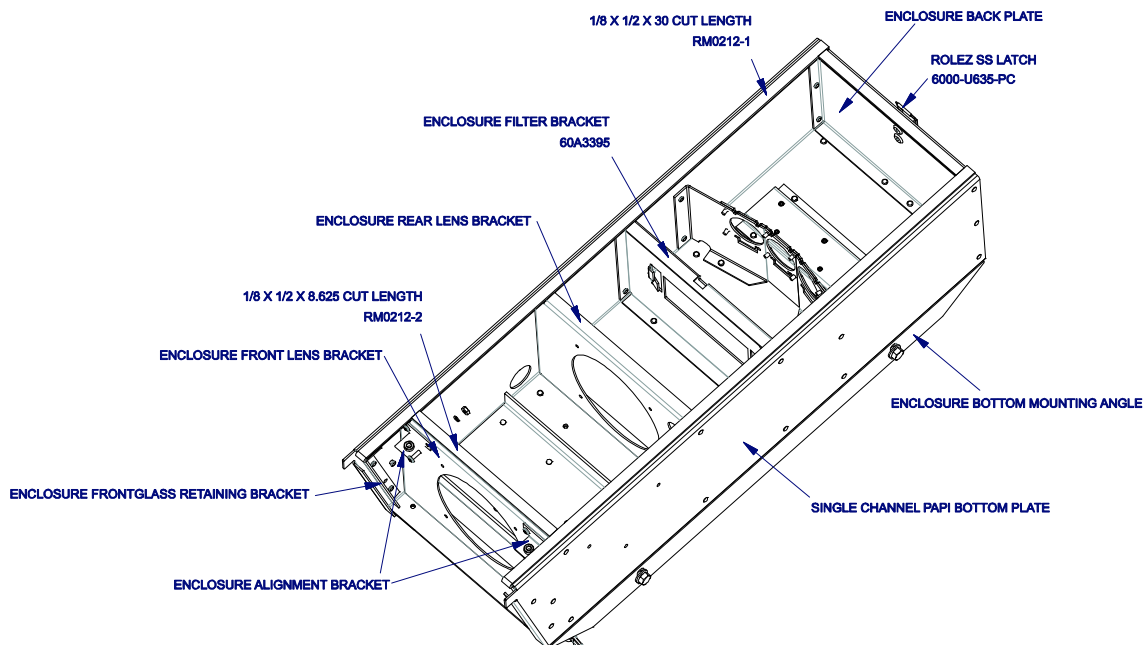 1/8 X 1/2 X 30 CUT LENGTH
RM0212-1
ENCLOSURE BACK PLATE
ROLEZ SS LATCH
6000-U635-PC
ENCLOSURE FILTER BRACKET
60A3395
ENCLOSURE REAR LENS BRACKET
1/8 X 1/2 X 8.625 CUT LENGTH
RM0212-2
ENCLOSURE FRONT LENS BRACKET
ENCLOSURE BOTTOM MOUNTING ANGLE
ENCLOSURE FRONTGLASS RETAINING BRACKET
SINGLE CHANNEL PAPI BOTTOM PLATE
ENCLOSURE ALIGNMENT BRACKET